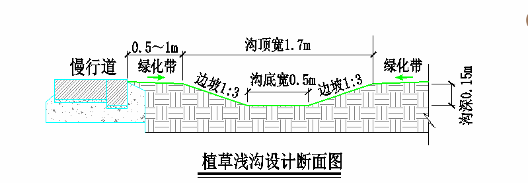 0.5～1m
沟顶宽1.7m
慢行道
绿化带
边坡1:3
沟底宽0.5m
边坡1:3
绿化带
沟深0.15m
植草浅沟设计断面图